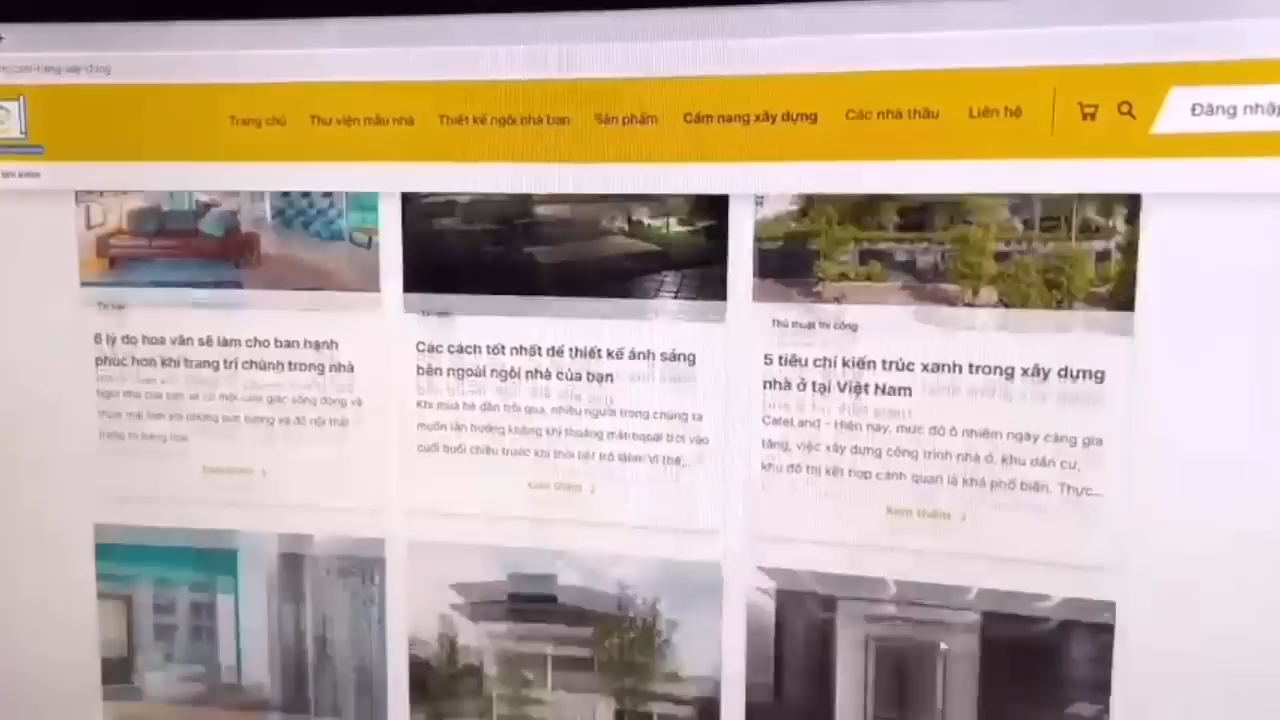 Trang chủ
Thư viện mẫu nhà
Thiết kế ngôi nhà bạn
Sản phẩm
Cẩm nang xây dựng
Các nhà thầu
Liên hệ
Đăng nhập
6 lý do hoa văn sẽ làm cho bạn hạnh
phúc hơn khi trang trí chúng trong nhà
Các cách tốt nhất để thiết kế ánh sáng
bên ngoài ngôi nhà của bạn
Khi mùa hè dần trôi qua, nhiều người trong chúng ta
muốn tận hưởng không khí thoáng mát ngoài trời vào
cuối buổi chiều trước khi thời tiết trở lạnh. Vì thế,...
Xem thêm
Thủ thuật thi công
5 tiêu chí kiến trúc xanh trong xây dựng
nhà ở tại Việt Nam
CafeLand - Hiện nay, mức độ ô nhiễm ngày càng gia
tăng, việc xây dựng công trình nhà ở, khu dân cư,
khu đô thị kết hợp cảnh quan là khá phổ biến. Thực...
Xem thêm